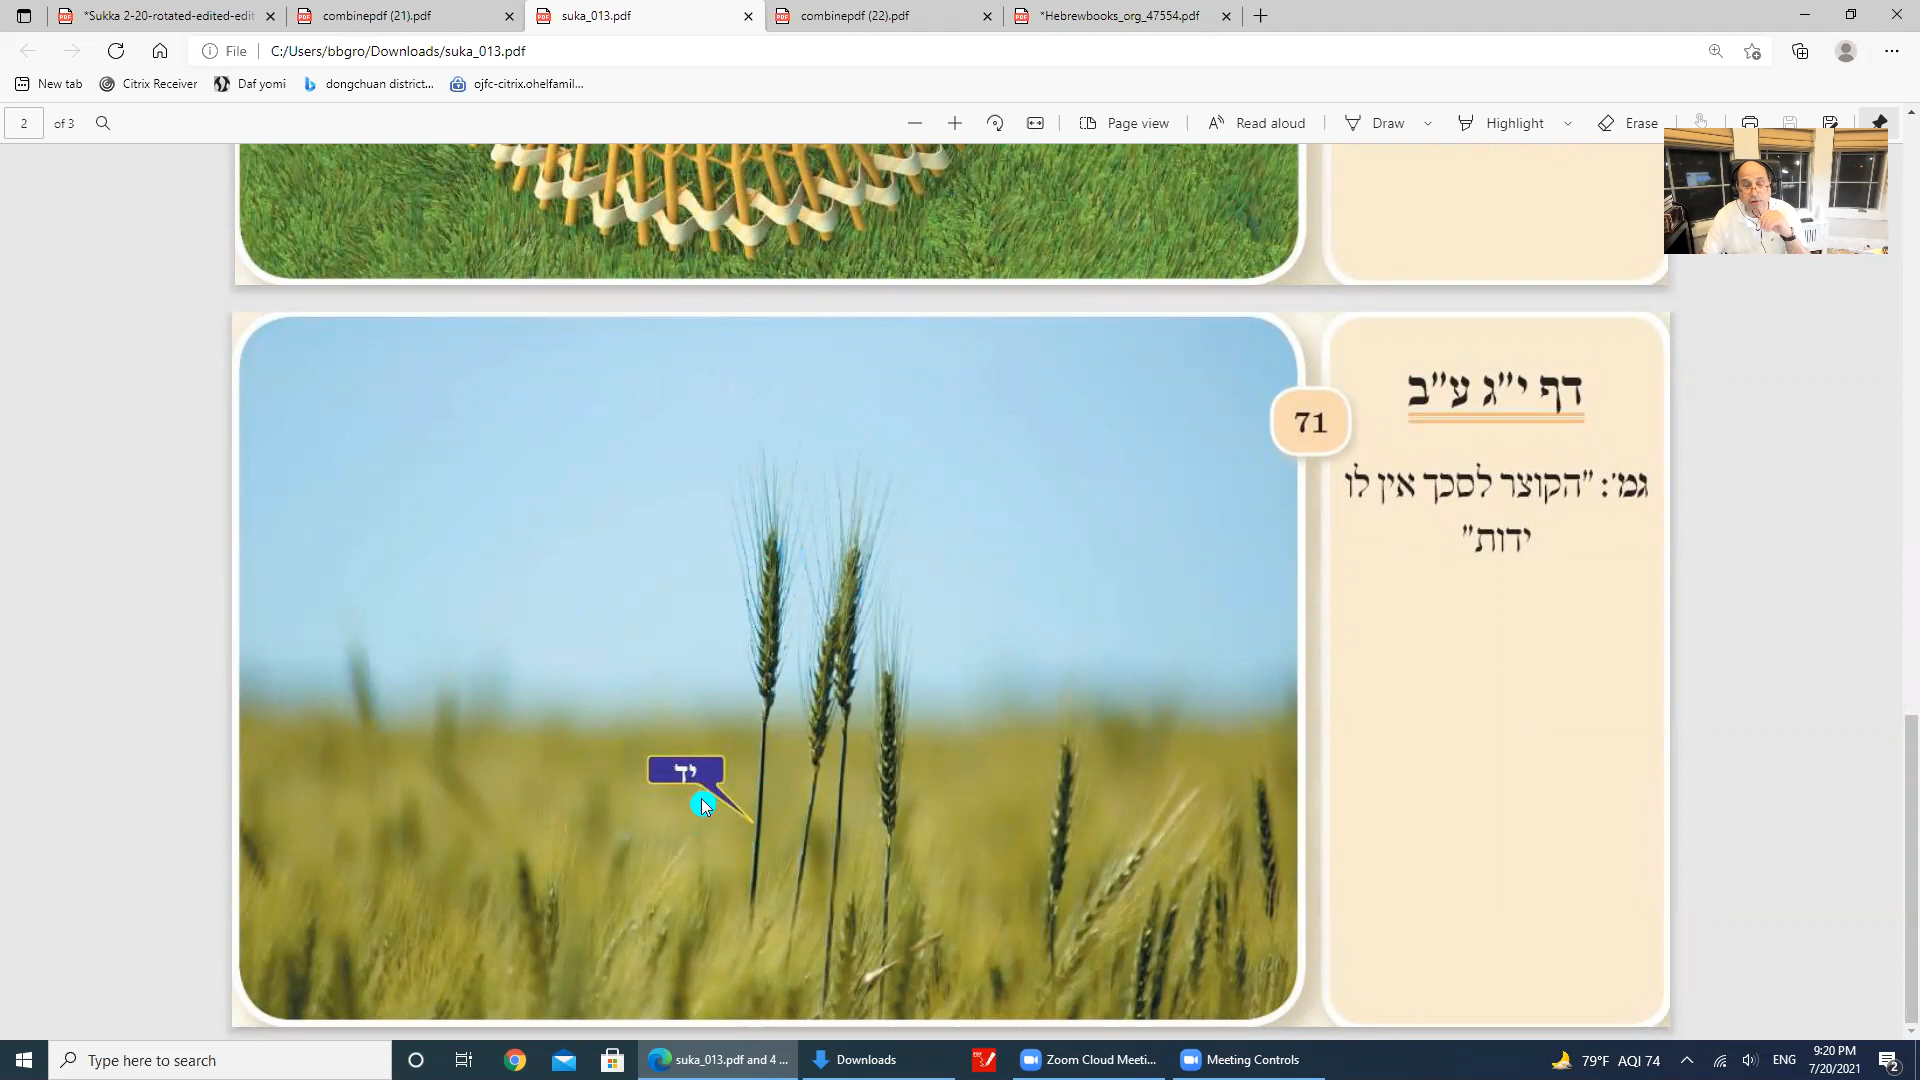 *Sukka 2-20-rotated-edited-edit
combinepdf (21).pdf
suka_013.pdf
combinepdf (22).pdf
*Hebrewbooks_org_47554.pdf
File
C:/Users/bbgro/Downloads/suka_013.pdf
New tab
Citrix Receiver
Daf yomi
dongchuan district...
ojfc-citrix.ohelfamil...
2 of 3
Page view
Read aloud
Draw
Highlight
Erase
דף י"ג ע"ב
71
גמ': "הקוצר לסכך אין לו
ידות"
יד
Type here to search
suka_013.pdf and 4 ...
Downloads
Zoom Cloud Meeti...
Meeting Controls
79°F AQI 74
ENG
9:20 PM
7/20/2021
2